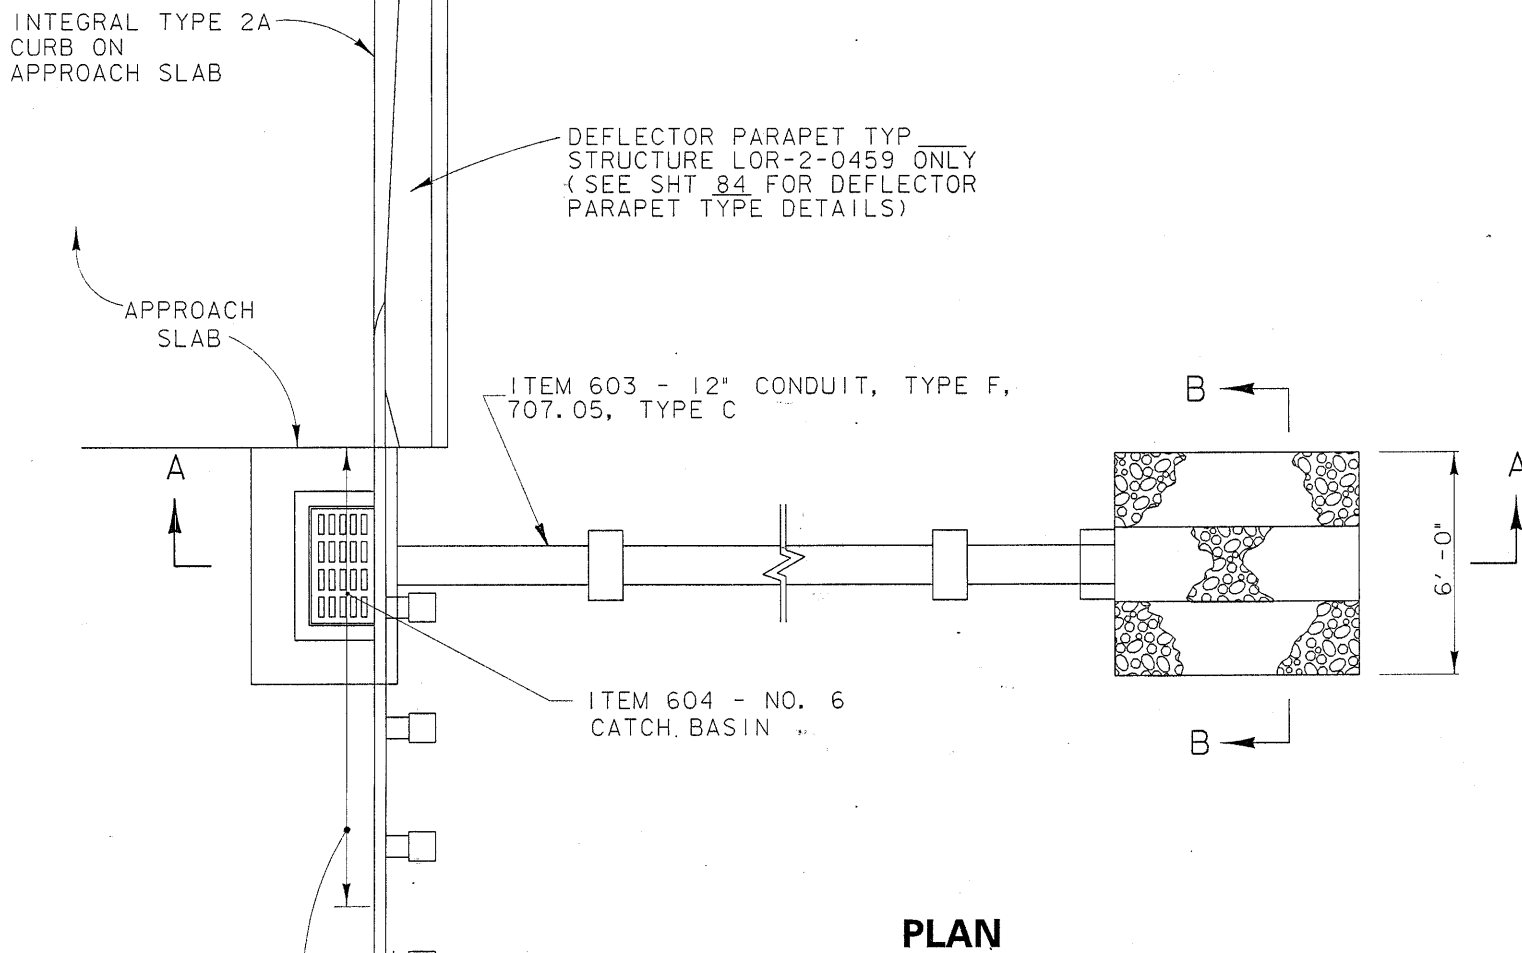 INTEGRAL TYPE 2A
CURB ON
APPROACH SLAB
DEFLECTOR PARAPET TYP
STRUCTURE LOR-2-0459 ONLY
(SEE SHT 84 FOR DEFLECTOR
PARAPET TYPE DETAILS)
APPROACH
SLAB
ITEM 603 - 12" CONDUIT, TYPE F,
707.05, TYPE C
B
A
A
6'-0"
ITEM 604 - NO. 6
CATCH BASIN
B
PLAN